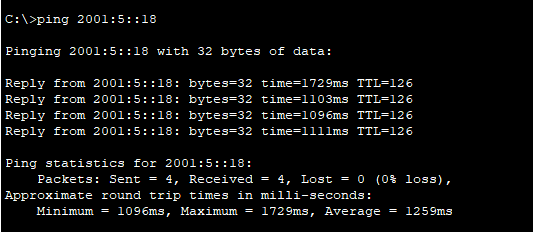 C:\>ping 2001:5::18
Pinging 2001:5::18 with 32 bytes of data:
Reply from 2001:5::18: bytes=32 time=1729ms TTL=126
Reply from 2001:5::18: bytes=32 time=1103ms TTL=126
Reply from 2001:5::18: bytes=32 time=1096ms TTL=126
Reply from 2001:5::18: bytes=32 time=1111ms TTL=126
Ping statistics for 2001:5::18:
Packets: Sent = 4, Received = 4, Lost = 0 (0% loss),
Approximate round trip times in milli-seconds:
Minimum = 1096ms, Maximum = 1729ms, Average = 1259ms